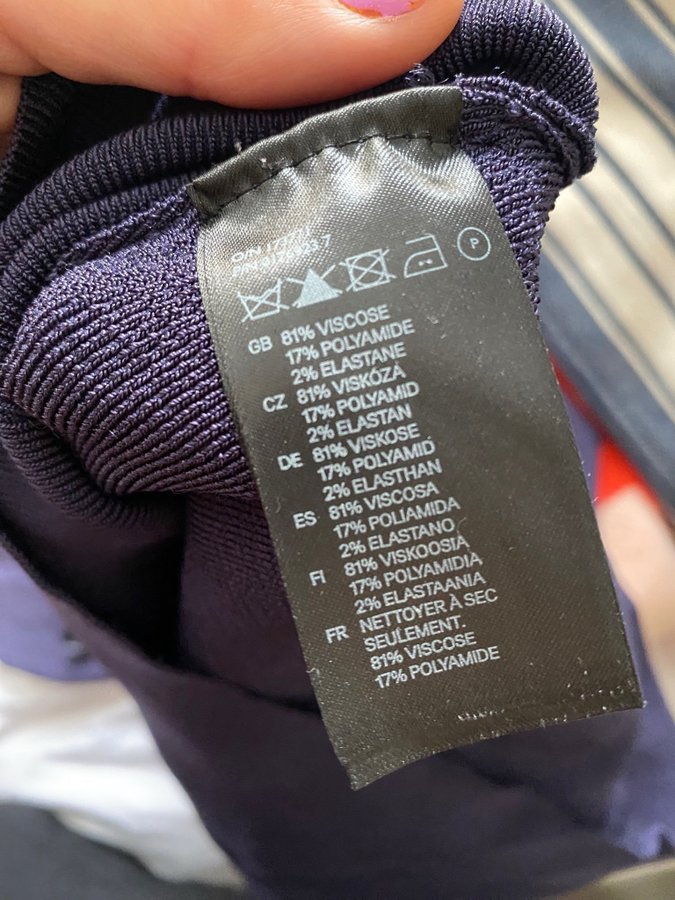 GB 81% VISCOSE
17% POLYAMIDE
2% ELASTANE
CZ 81% VISKÓZA
17% POLYAMID
2% ELASTAN
DE 81% VISKOSE
17% POLYAMID
2% ELASTHAN
ES 81% VISCOSA
17% POLIAMIDA
2% ELASTANO
FI 81% VISKOOSIA
17% POLYAMIDIA
2% ELASTAANIA
FR NETTOYER À SEC
SEULEMENT.
81% VISCOSE
17% POLYAMIDE
P